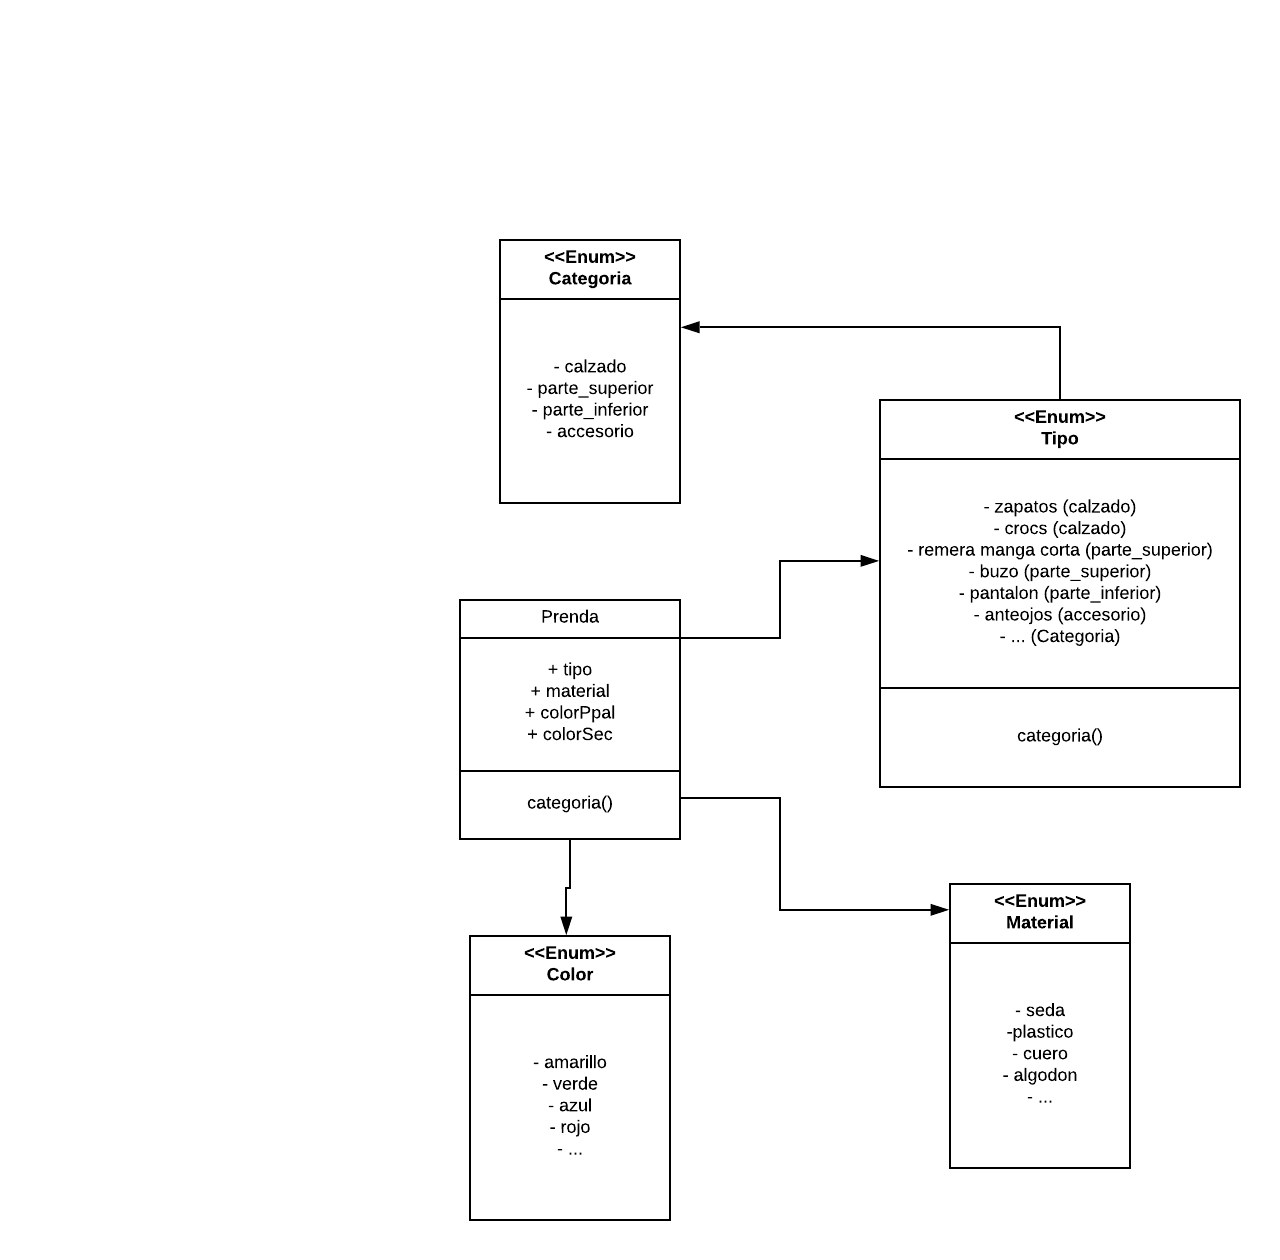 <<Enum>>
Categoria
- calzado
- parte_superior
- parte_inferior
- accesorio
<<Enum>>
Tipo
- zapatos (calzado)
- crocs (calzado)
- remera manga corta (parte_superior)
- buzo (parte_superior)
- pantalon (parte_inferior)
- anteojos (accesorio)
- ... (Categoria)
categoria()
Prenda
+ tipo
+ material
+ colorPpal
+ colorSec
categoria()
<<Enum>>
Material
- seda
-plastico
- cuero
- algodon
- ...
<<Enum>>
Color
- amarillo
- verde
- azul
- rojo
- ...